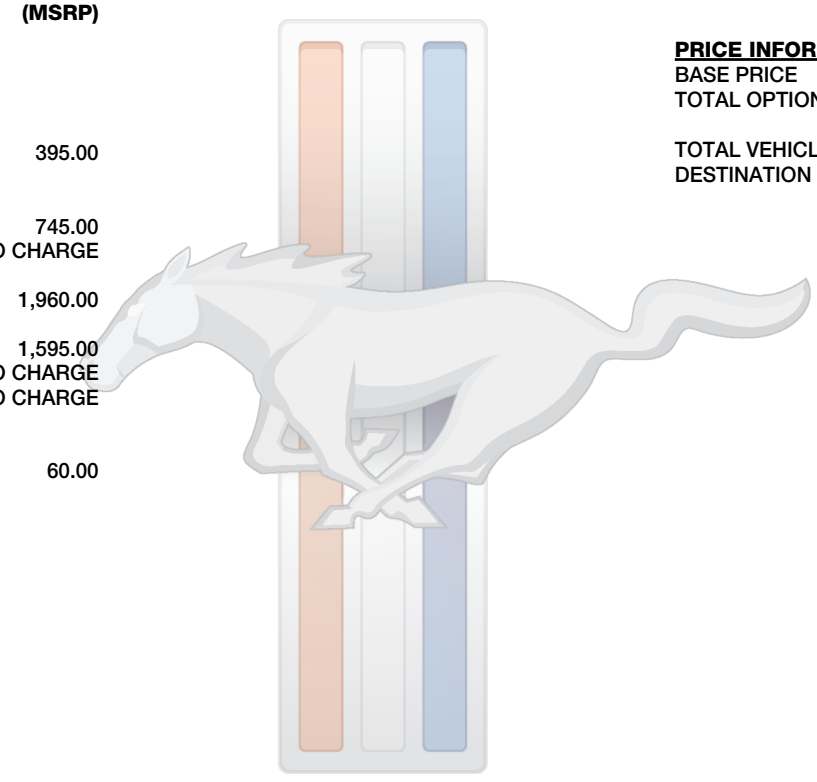 (MSRP)
395.00
745.00
CHARGE
1,960.00
1,595.00
CHARGE
CHARGE
60.00
PRICE INFOR
BASE PRICE
TOTAL OPTION
TOTAL VEHICL
DESTINATION